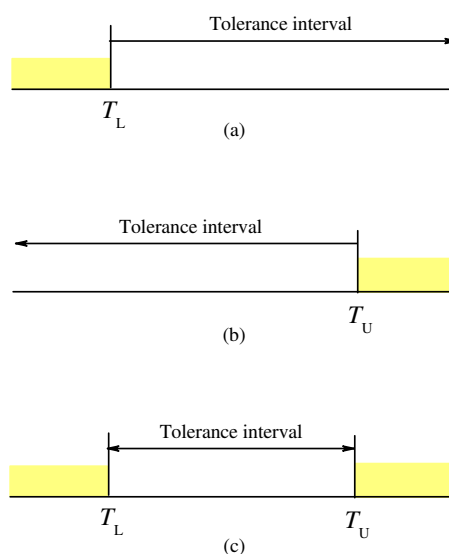 Tolerance interval
T_L
(a)
Tolerance interval
T_U
(b)
Tolerance interval
T_L T_U
(c)